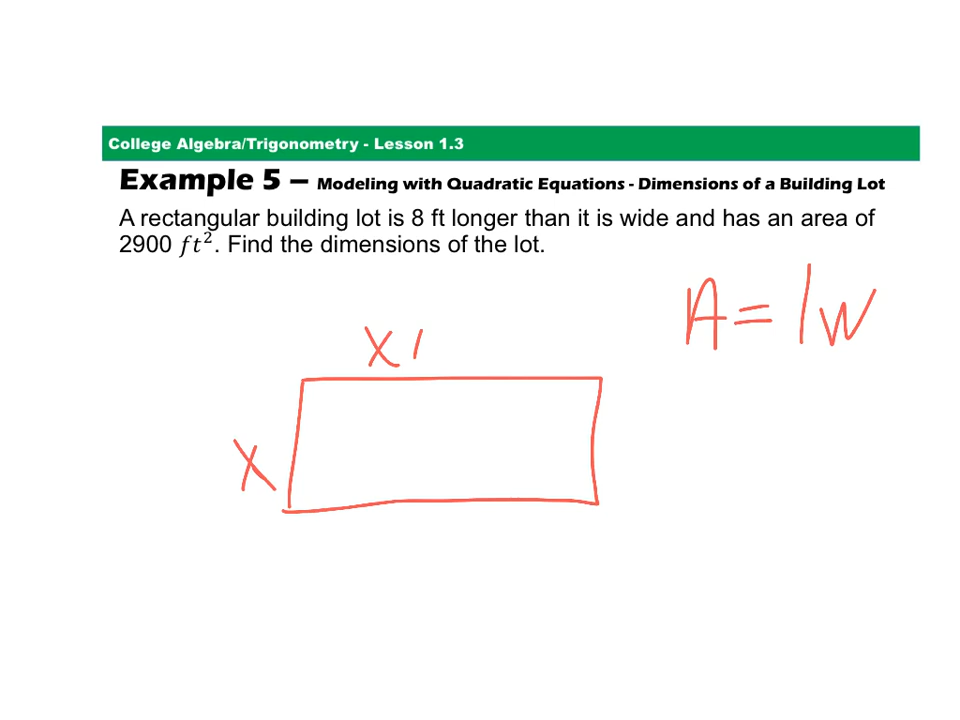 College Algebra/Trigonometry - Lesson 1.3
Example 5 – Modeling with Quadratic Equations - Dimensions of a Building Lot
A rectangular building lot is 8 ft longer than it is wide and has an area of
2900 ft². Find the dimensions of the lot.
A = lw
x
x